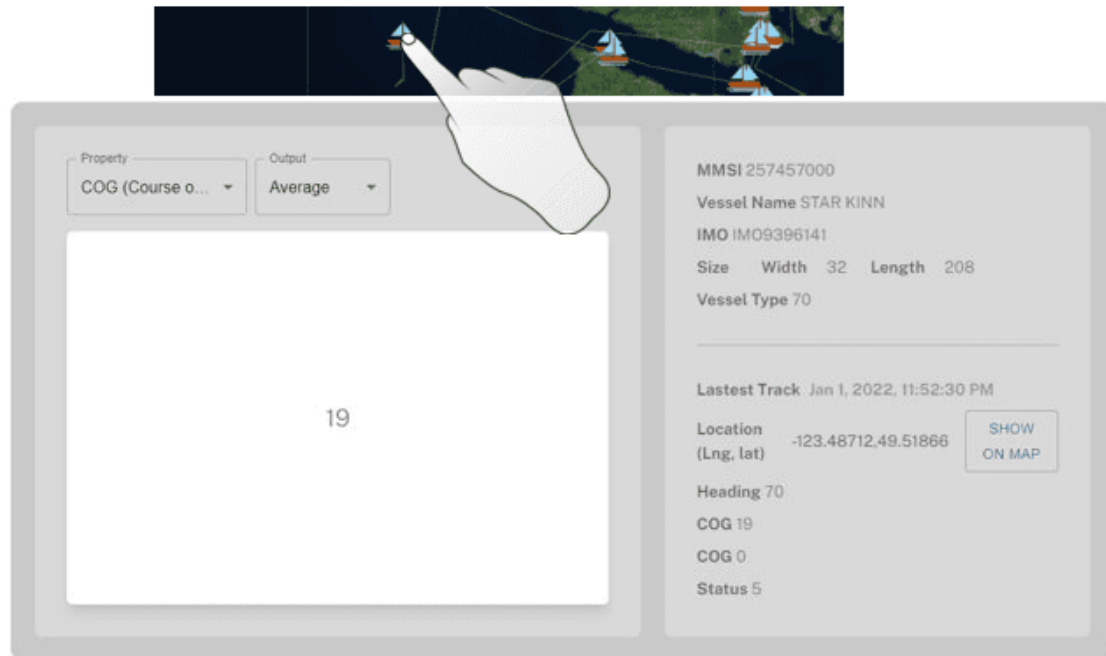 Property
COG (Course o...
Output
Average
19
MMSI 257457000
Vessel Name STAR KINN
IMO IMO9396141
Size Width 32 Length 208
Vessel Type 70
Lastest Track Jan 1, 2022, 11:52:30 PM
Location
(Lng, lat)
-123.48712,49.51866
SHOW
ON MAP
Heading 70
COG 19
COG 0
Status 5